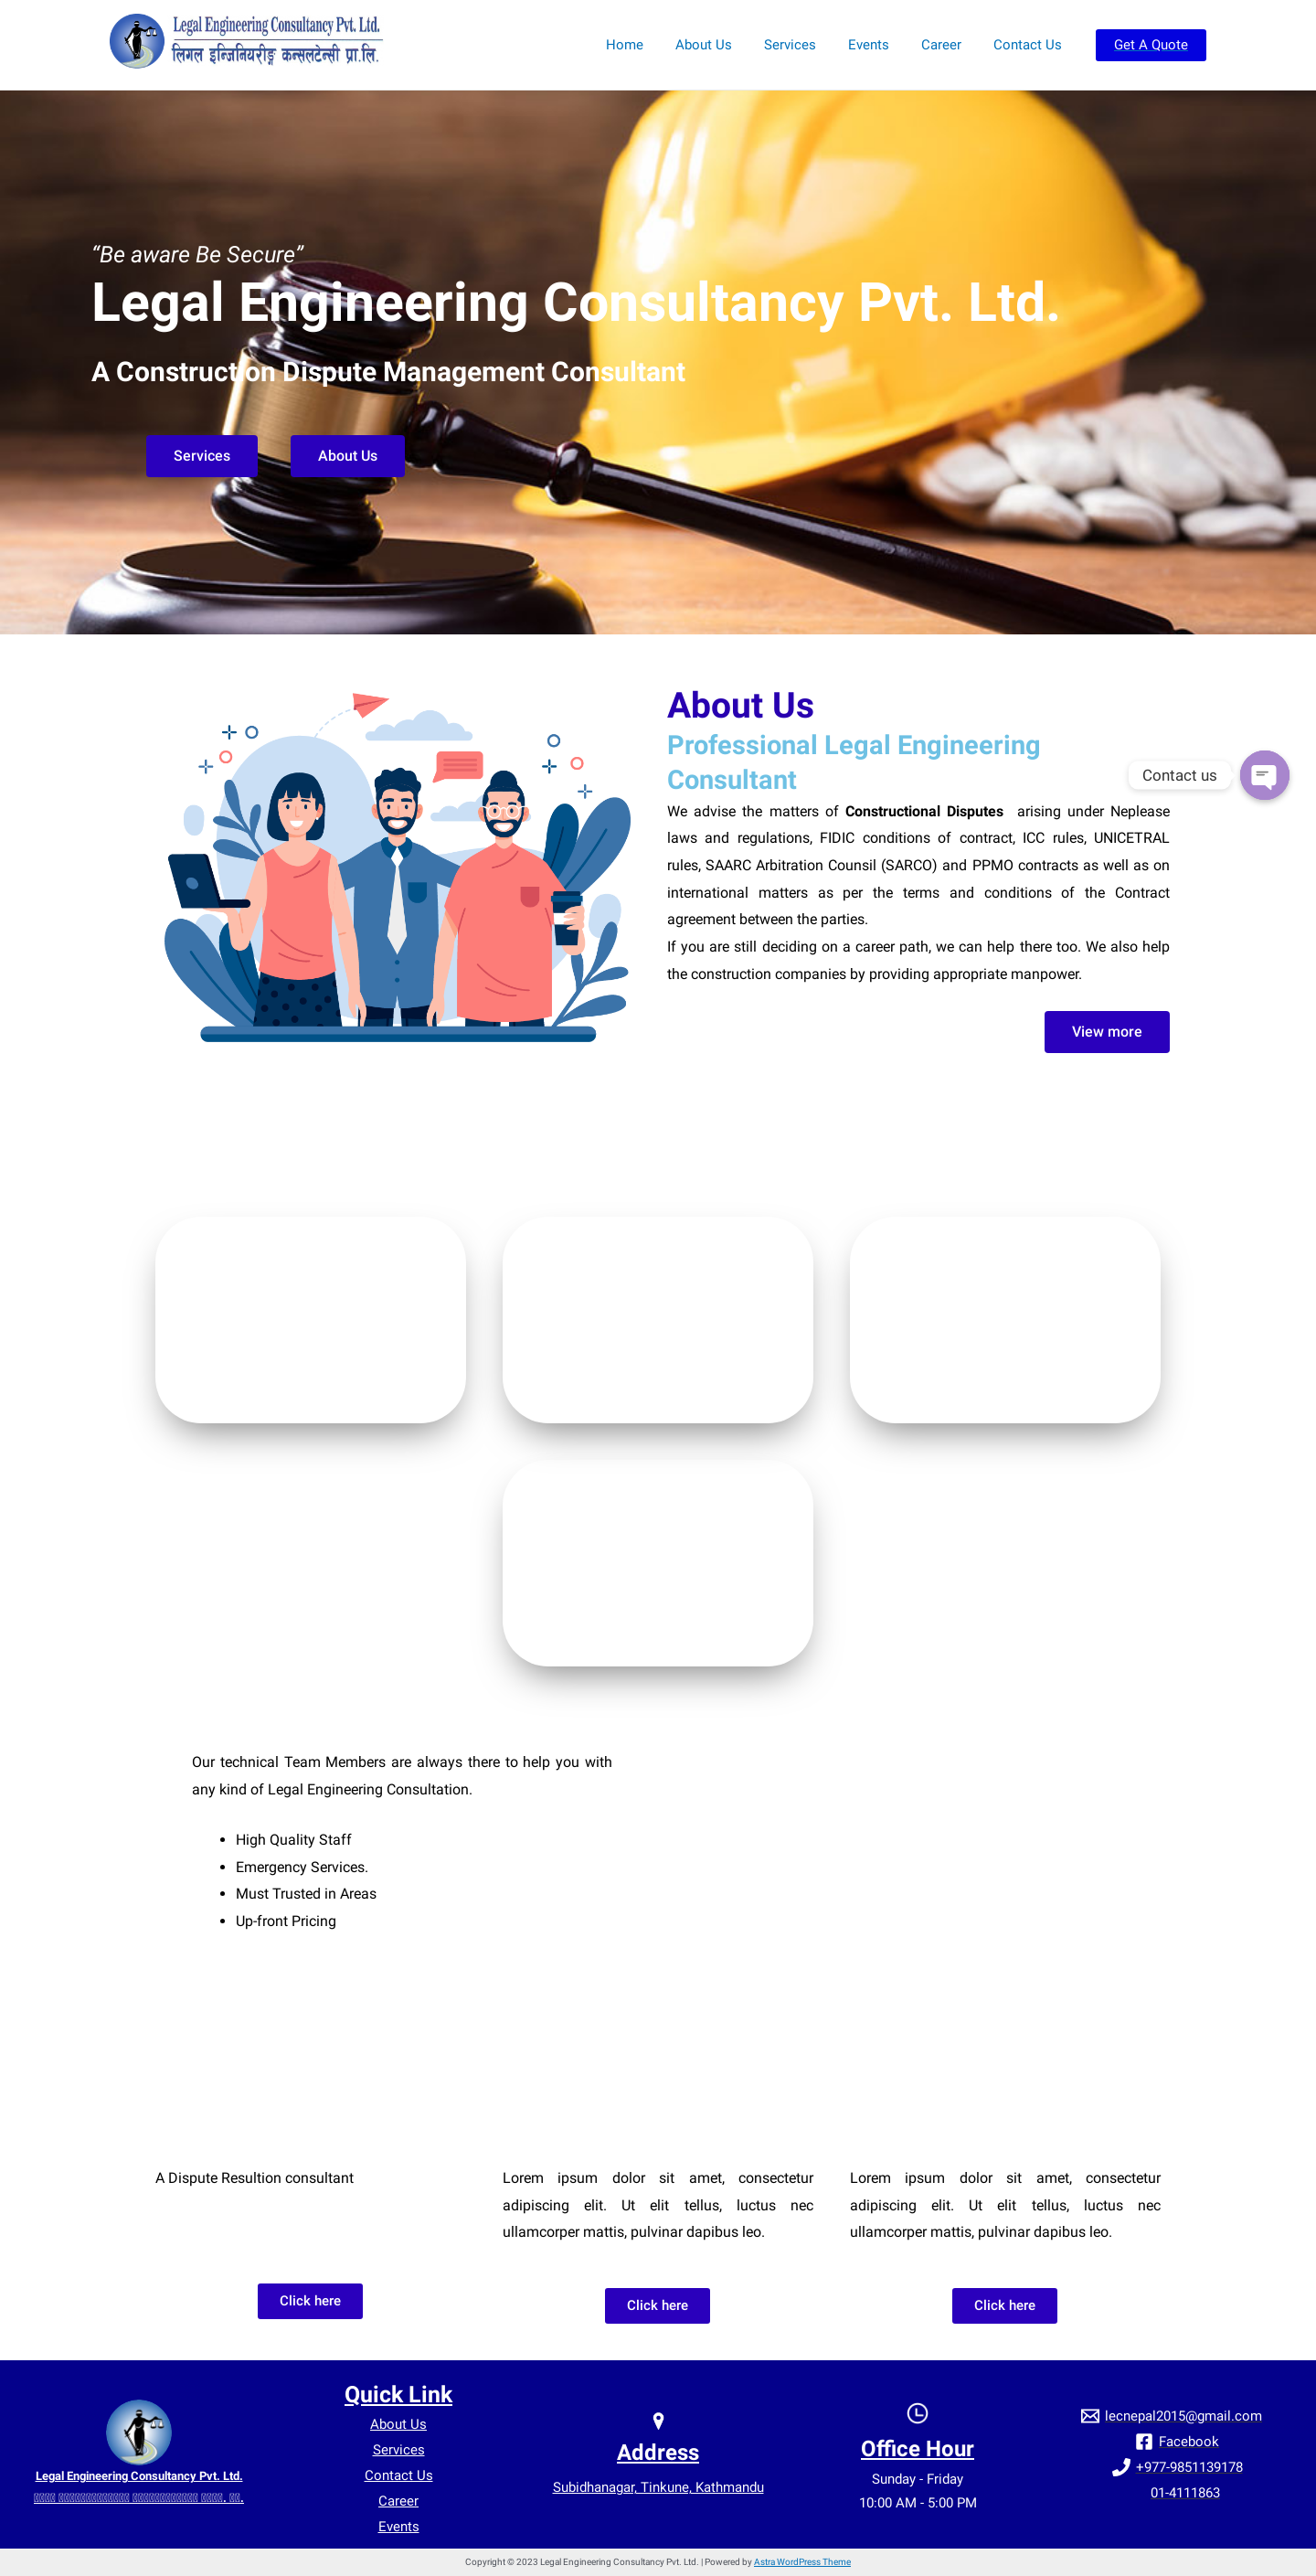 Legal Engineering Consultancy Pvt. Ltd.
लिगल इन्जिनियरीङ्ग कन्सलटेन्सी प्रा.लि.
Home About Us Services Events Career Contact Us Get A Quote
“Be aware Be Secure”
Legal Engineering Consultancy Pvt. Ltd.
A Construction Dispute Management Consultant
Services About Us
About Us
Professional Legal Engineering
Consultant
We advise the matters of Constructional Disputes arising under Neplease
laws and regulations, FIDIC conditions of contract, ICC rules, UNICETRAL
rules, SAARC Arbitration Counsil (SARCO) and PPMO contracts as well as on
international matters as per the terms and conditions of the Contract
agreement between the parties.
If you are still deciding on a career path, we can help there too. We also help
the construction companies by providing appropriate manpower.
View more
Contact us
Our technical Team Members are always there to help you with
any kind of Legal Engineering Consultation.
High Quality Staff
Emergency Services.
Must Trusted in Areas
Up-front Pricing
A Dispute Resultion consultant
Click here
Lorem ipsum dolor sit amet, consectetur
adipiscing elit. Ut elit tellus, luctus nec
ullamcorper mattis, pulvinar dapibus leo.
Click here
Lorem ipsum dolor sit amet, consectetur
adipiscing elit. Ut elit tellus, luctus nec
ullamcorper mattis, pulvinar dapibus leo.
Click here
Legal Engineering Consultancy Pvt. Ltd.
Quick Link
About Us
Services
Contact Us
Career
Events
Address
Subidhanagar, Tinkune, Kathmandu
Office Hour
Sunday - Friday
10:00 AM - 5:00 PM
lecnepal2015@gmail.com
Facebook
+977-9851139178
01-4111863
Copyright © 2023 Legal Engineering Consultancy Pvt. Ltd. | Powered by Astra WordPress Theme